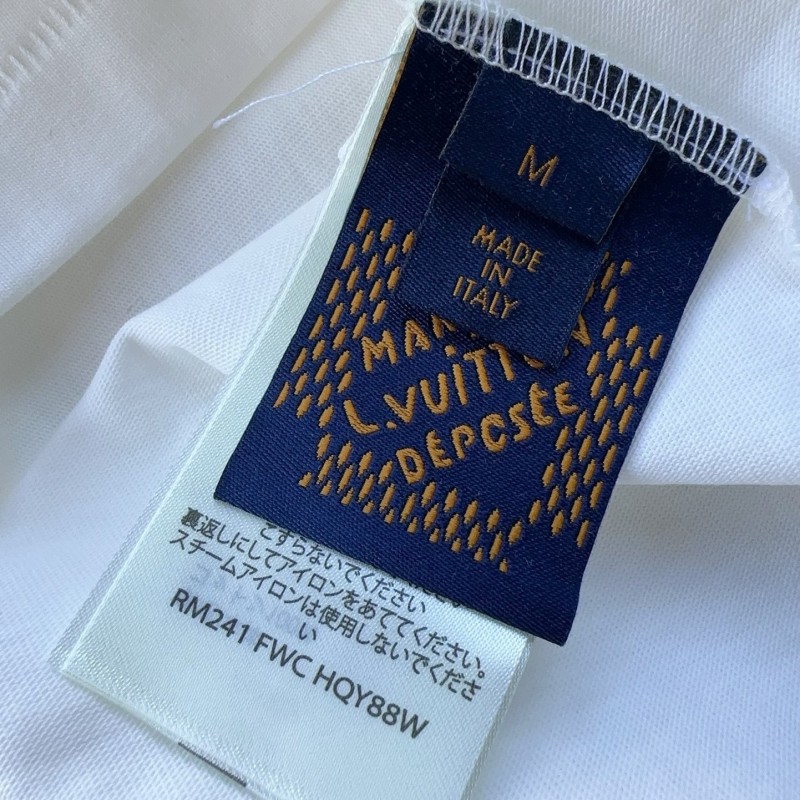 M
MADE
IN
ITALY
L.VUITTON
DÉPOSÉE
こすらないでください
裏返しにしてアイロンをあててください。
スチームアイロンは使用しないでくださ
い
RM241 FWC HQY88W